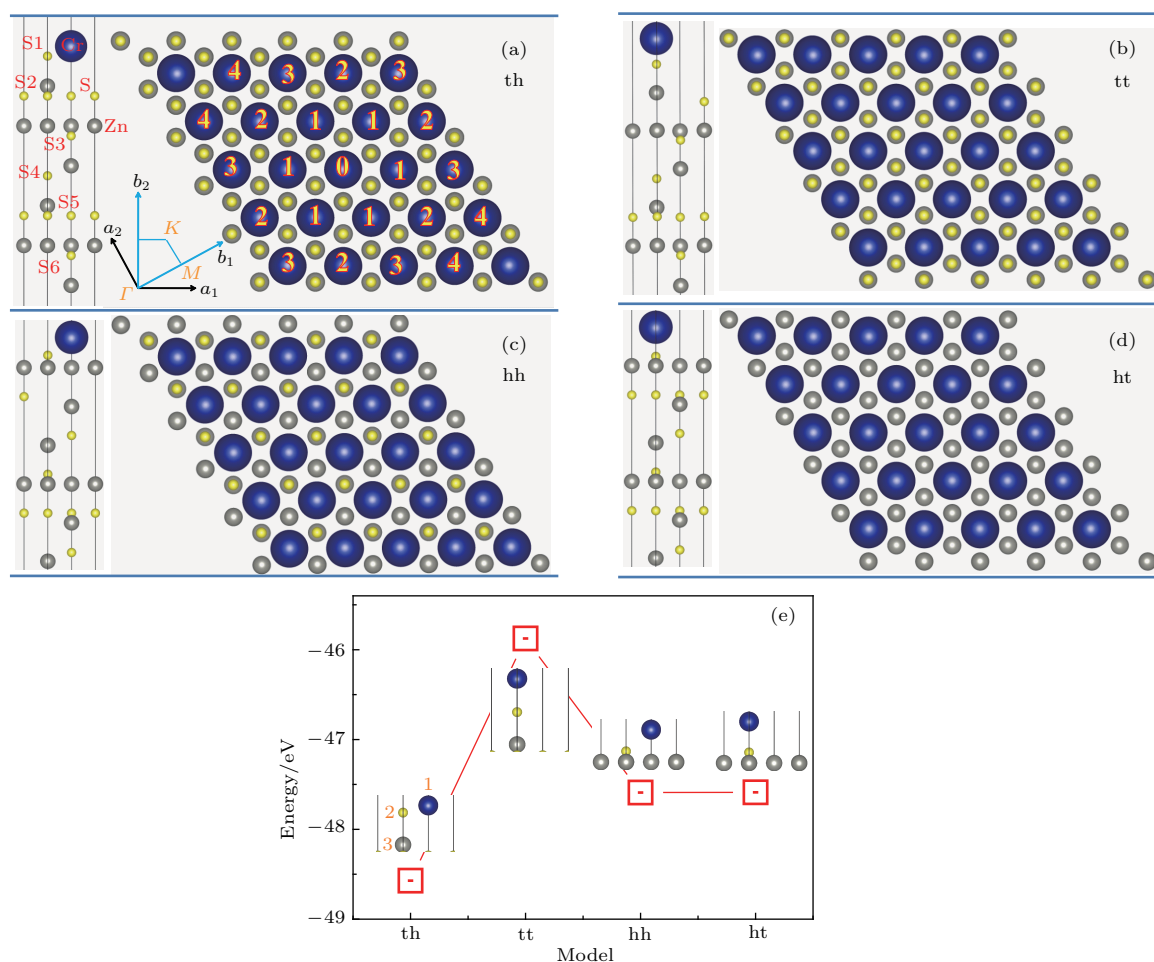 S1
Cr
S2
S
Zn
S3
S4
S5
S6
(a)
th
4 3 2 3
4 2 1 1 2
3 1 0 1 3
2 1 1 2 4
3 2 3 4
b2
a2
K
b1
M
Γ
a1
(b)
tt
(c)
hh
(d)
ht
(e)
Energy/eV
−46
−47
−48
−49
1
2
3
th tt hh ht
Model